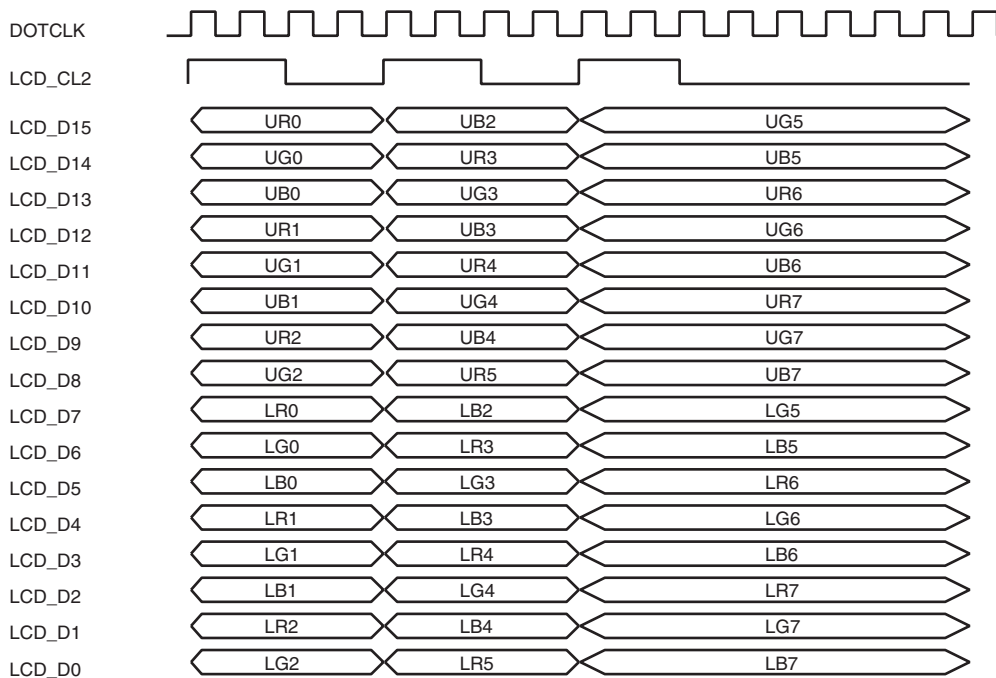 DOTCLK
LCD_CL2
LCD_D15 UR0 UB2 UG5
LCD_D14 UG0 UR3 UB5
LCD_D13 UB0 UG3 UR6
LCD_D12 UR1 UB3 UG6
LCD_D11 UG1 UR4 UB6
LCD_D10 UB1 UG4 UR7
LCD_D9 UR2 UB4 UG7
LCD_D8 UG2 UR5 UB7
LCD_D7 LR0 LB2 LG5
LCD_D6 LG0 LR3 LB5
LCD_D5 LB0 LG3 LR6
LCD_D4 LR1 LB3 LG6
LCD_D3 LG1 LR4 LB6
LCD_D2 LB1 LG4 LR7
LCD_D1 LR2 LB4 LG7
LCD_D0 LG2 LR5 LB7